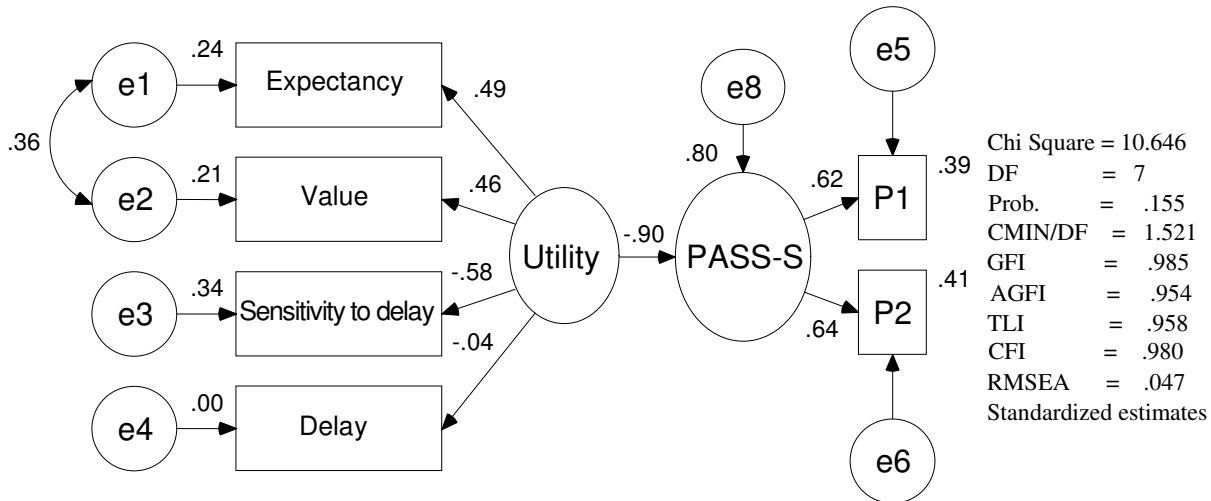 e1
.24
Expectancy
.49
.36
e2
.21
Value
.46
e3
.34
Sensitivity to delay
-.58
e4
.00
Delay
-.04
Utility
-.90
e8
.80
PASS-S
e5
.62
P1
.39
.64
P2
.41
e6
Chi Square = 10.646
DF = 7
Prob. = .155
CMIN/DF = 1.521
GFI = .985
AGFI = .954
TLI = .958
CFI = .980
RMSEA = .047
Standardized estimates